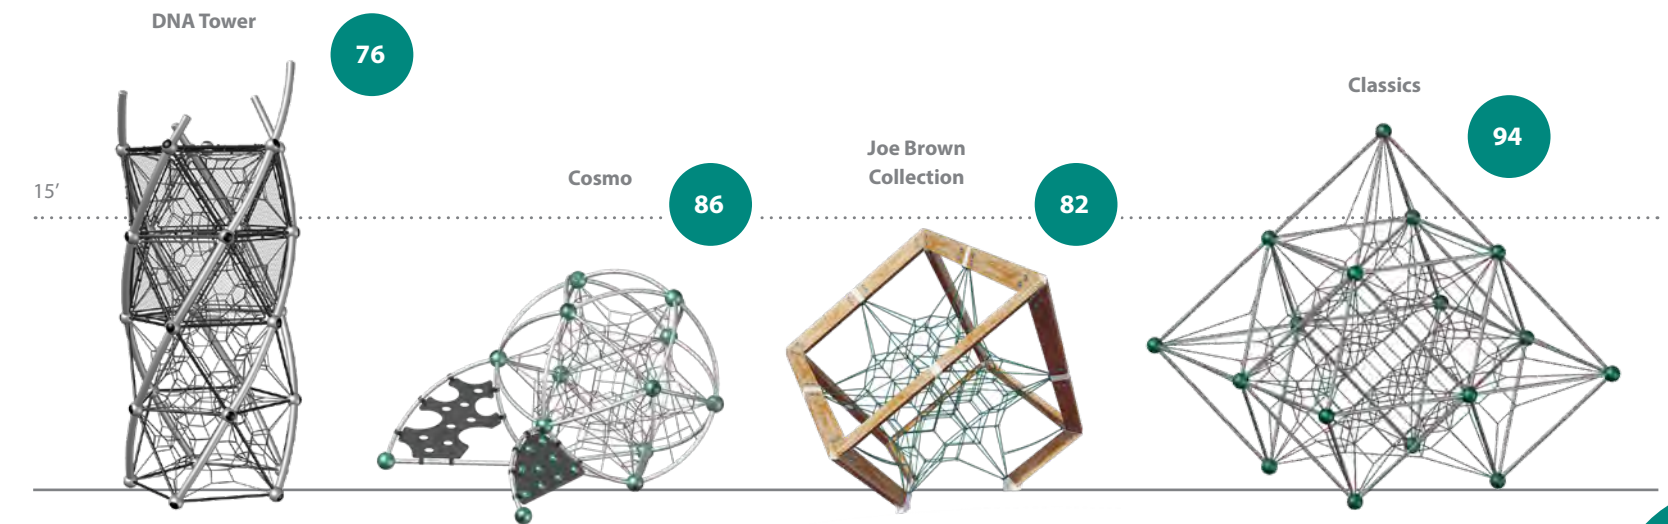 DNA Tower
76
Classics
94
Joe Brown
Collection
Cosmo
86
82
15′